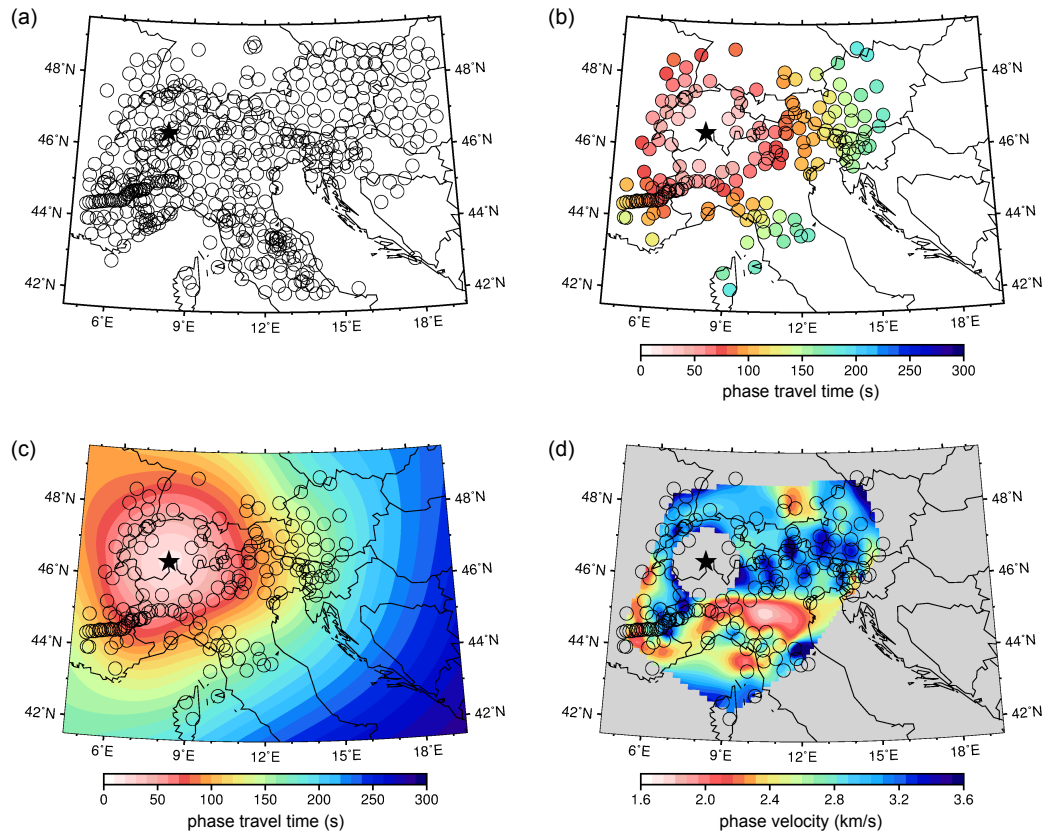 (a)
48˚N
46˚N
44˚N
42˚N
48˚N
46˚N
44˚N
42˚N
6˚E 9˚E 12˚E 15˚E 18˚E
(b)
48˚N
46˚N
44˚N
42˚N
48˚N
46˚N
44˚N
42˚N
6˚E 9˚E 12˚E 15˚E 18˚E
0 50 100 150 200 250 300
phase travel time (s)
(c)
48˚N
46˚N
44˚N
42˚N
48˚N
46˚N
44˚N
42˚N
6˚E 9˚E 12˚E 15˚E 18˚E
0 50 100 150 200 250 300
phase travel time (s)
(d)
48˚N
46˚N
44˚N
42˚N
48˚N
46˚N
44˚N
42˚N
6˚E 9˚E 12˚E 15˚E 18˚E
1.6 2.0 2.4 2.8 3.2 3.6
phase velocity (km/s)